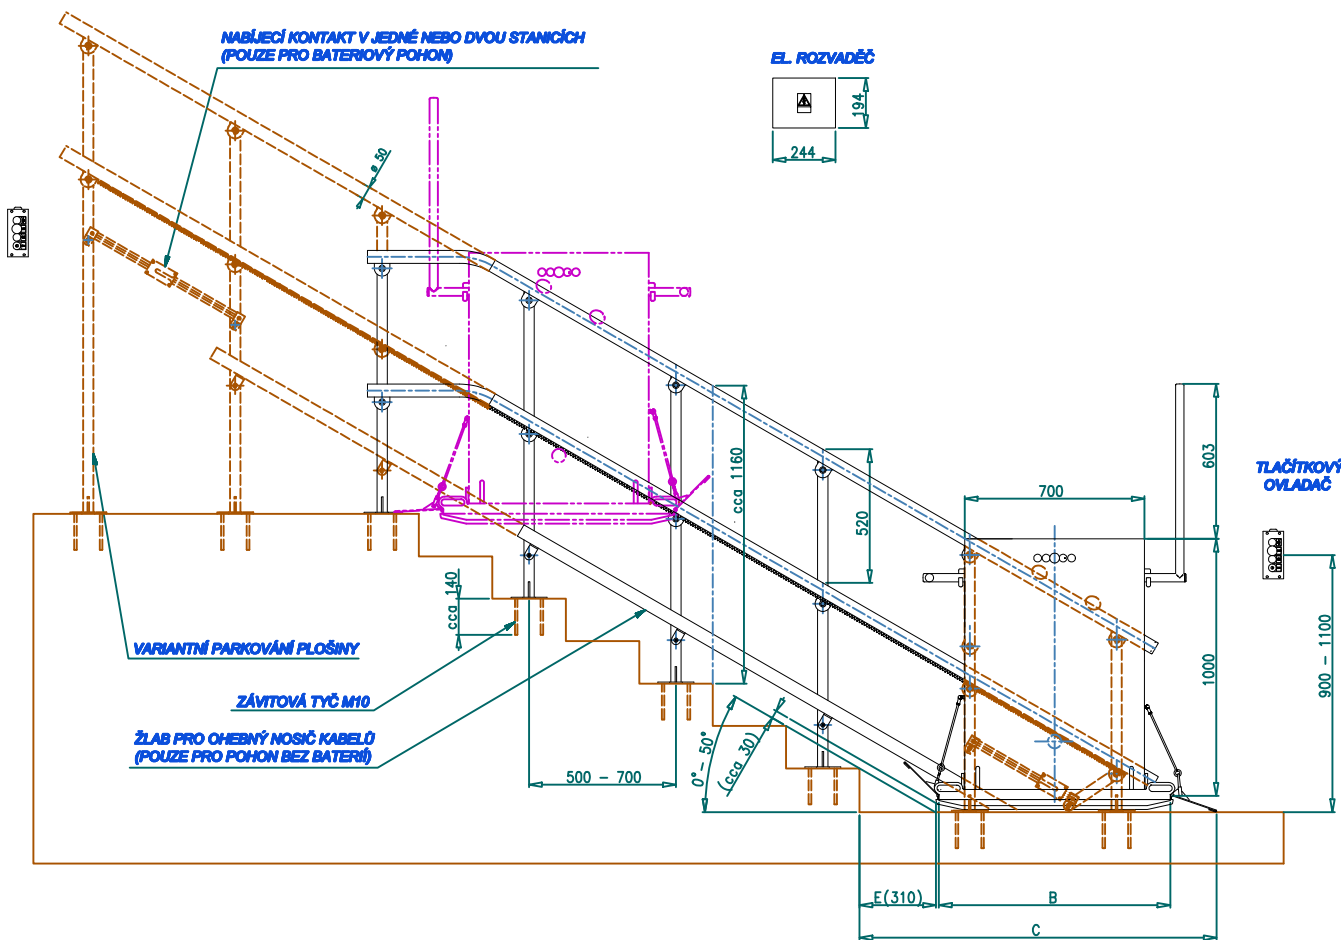 NABÍJECÍ KONTAKT V JEDNÉ NEBO DVOU STANICÍCH
(POUZE PRO BATERIOVÝ POHON)
EL. ROZVADĚČ
194
244
ø 50
cca 1160
520
700
603
TLAČÍTKOVÝ
OVLADAČ
1000
900 - 1100
cca 140
VARIANTNÍ PARKOVÁNÍ PLOŠINY
ZÁVITOVÁ TYČ M10
ŽLAB PRO OHEBNÝ NOSIČ KABELŮ
(POUZE PRO POHON BEZ BATERIÍ)
500 - 700
0° - 50°
(cca 30)
E(310)
B
C